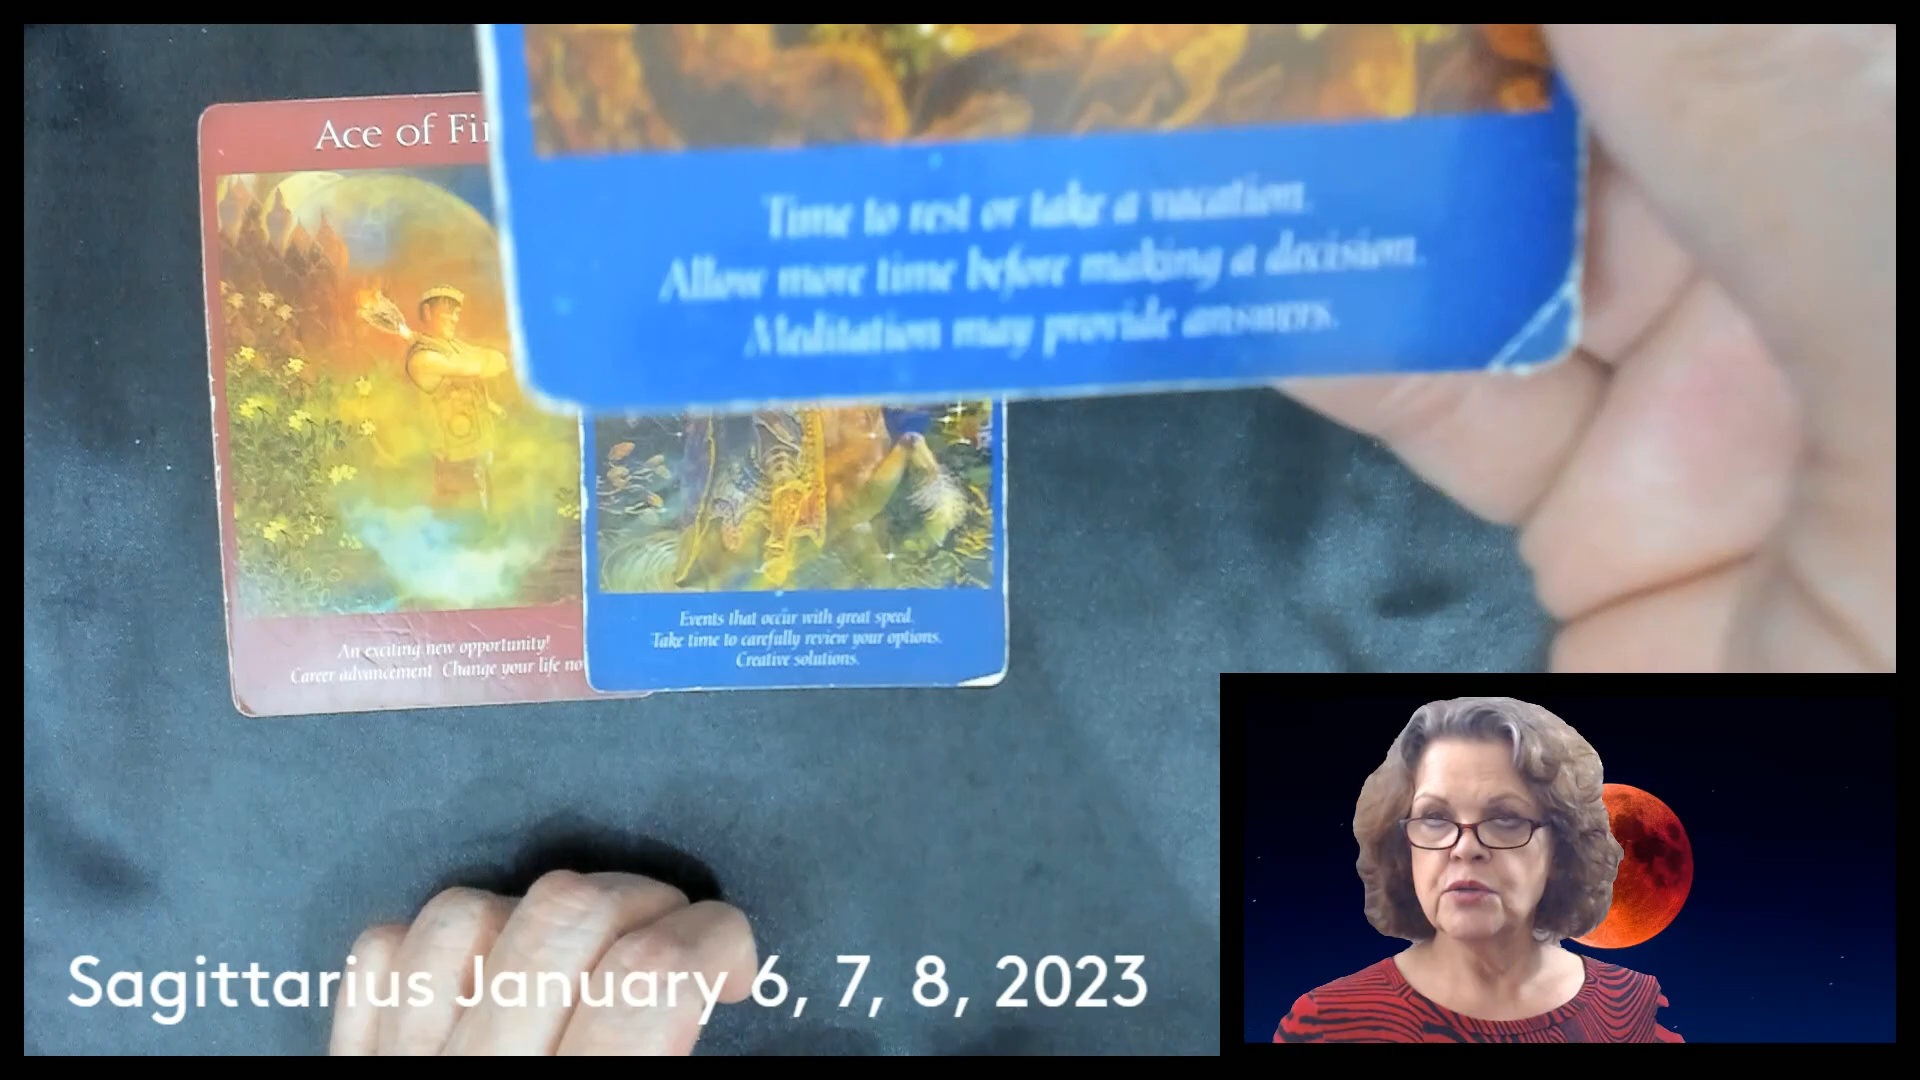 Ace of Fi
Time to rest or take a vacation.
Allow more time before making a decision.
Meditation may provide answers.
An exciting new opportunity!
Career advancement Change your life no
Events that occur with great speed.
Take time to carefully review your options.
Creative solutions.
Sagittarius January 6, 7, 8, 2023